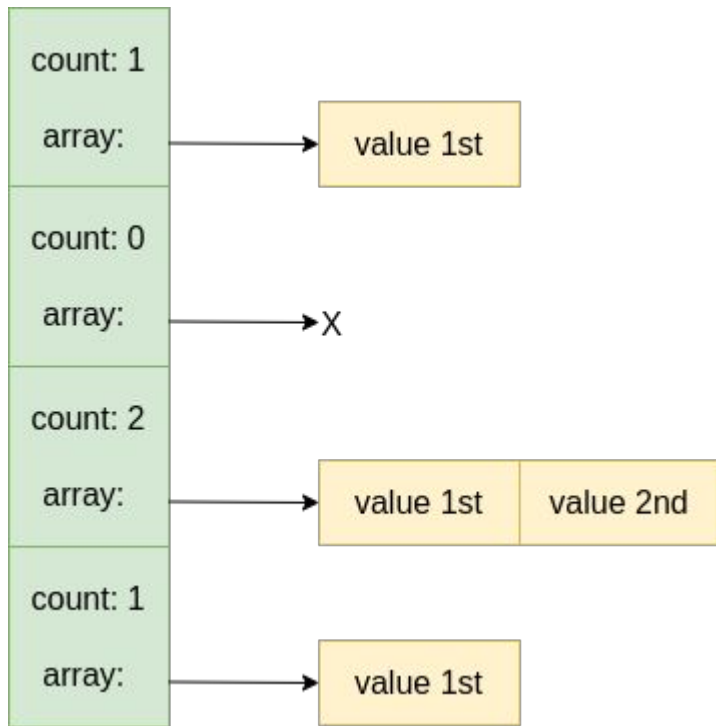 count: 1
array:
value 1st
count: 0
array:
X
count: 2
array:
value 1st value 2nd
count: 1
array:
value 1st